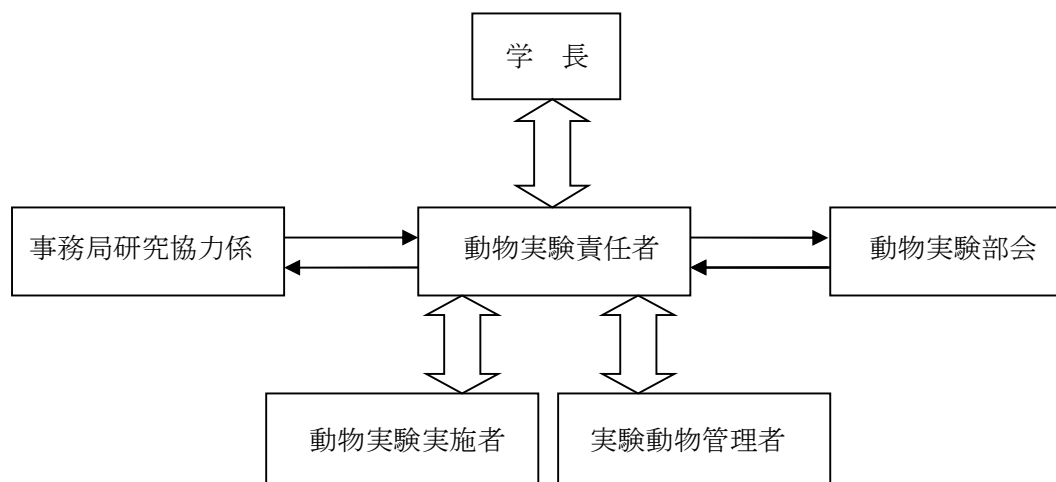 学　長
事務局研究協力係
動物実験責任者
動物実験部会
動物実験実施者
実験動物管理者